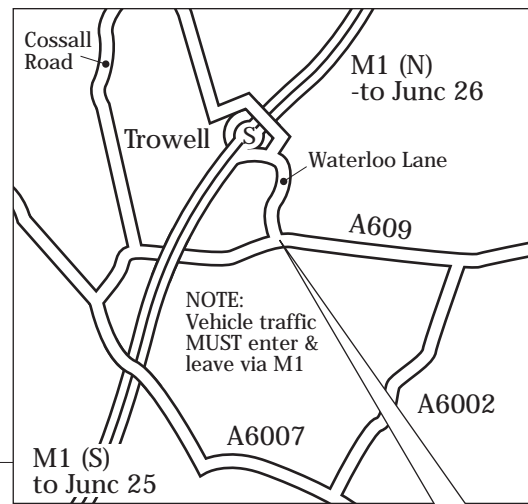 Cossall
Road
M1 (N)
-to Junc 26
Trowell
S
Waterloo Lane
A609
NOTE:
Vehicle traffic
MUST enter &
leave via M1
A6002
A6007
M1 (S)
to Junc 25